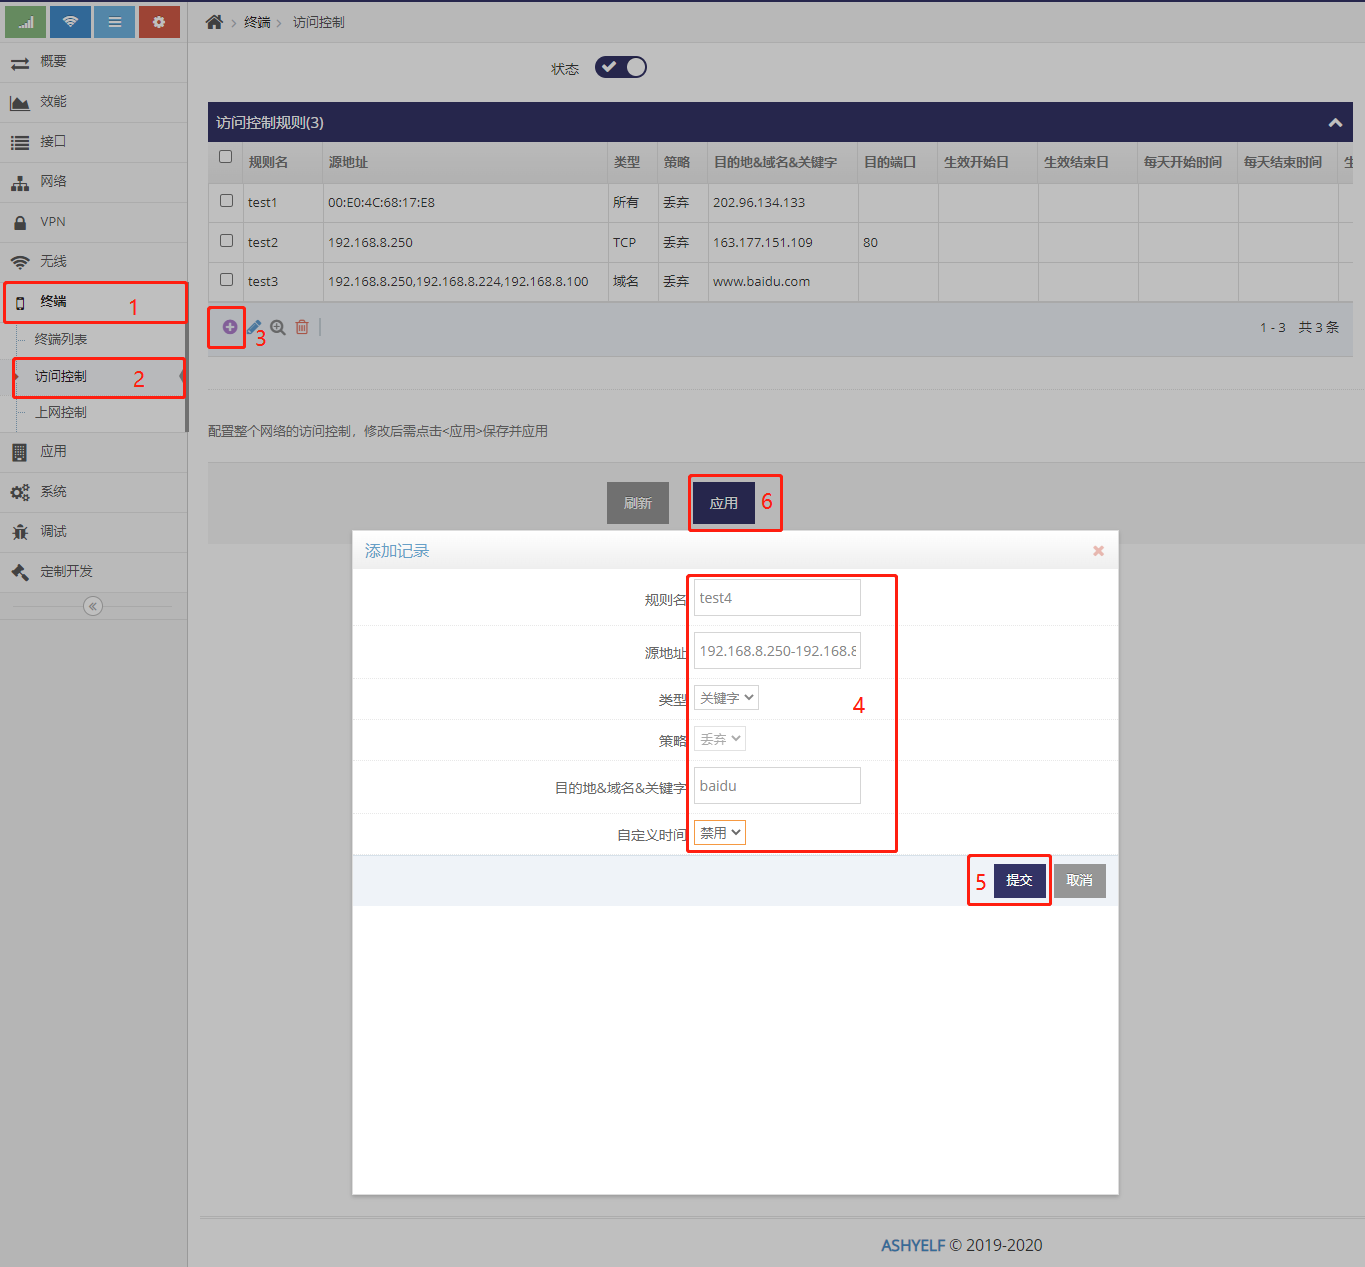 终端 访问控制
状态
概要
效能
接口
网络
VPN
无线
终端 1
终端列表
访问控制 2
上网控制
应用
系统
调试
定制开发
访问控制规则(3)
规则名 源地址 类型 策略 目的地&域名&关键字 目的端口 生效开始日 生效结束日 每天开始时间 每天结束时间
test1 00:E0:4C:68:17:E8 所有 丢弃 202.96.134.133
test2 192.168.8.250 TCP 丢弃 163.177.151.109 80
test3 192.168.8.250,192.168.8.224,192.168.8.100 域名 丢弃 www.baidu.com
3 1 - 3 共 3 条
配置整个网络的访问控制，修改后需点击<应用>保存并应用
刷新 应用 6
添加记录
规则名 test4
源地址 192.168.8.250-192.168.8
类型 关键字 4
策略 丢弃
目的地&域名&关键字 baidu
自定义时间 禁用
5 提交 取消
ASHYELF © 2019-2020